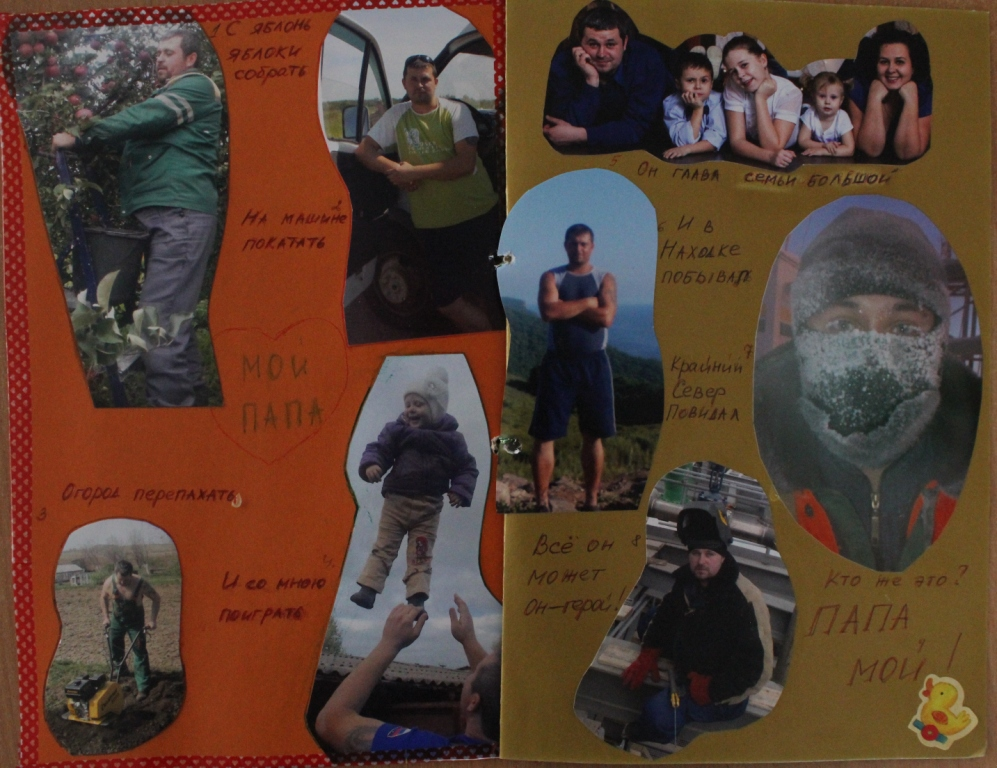 1 С яблонь
яблоки
собрать
2
На машине
покатать
МОЙ
ПАПА
Огород перепахать
3
4
И со мною
поиграть
5
Он глава семьи большой
6 И в
Находке
побывал
7
Крайний
Север
повидал
Всё он 8
может
он-герой!
Кто же это?
ПАПА
9
МОЙ!